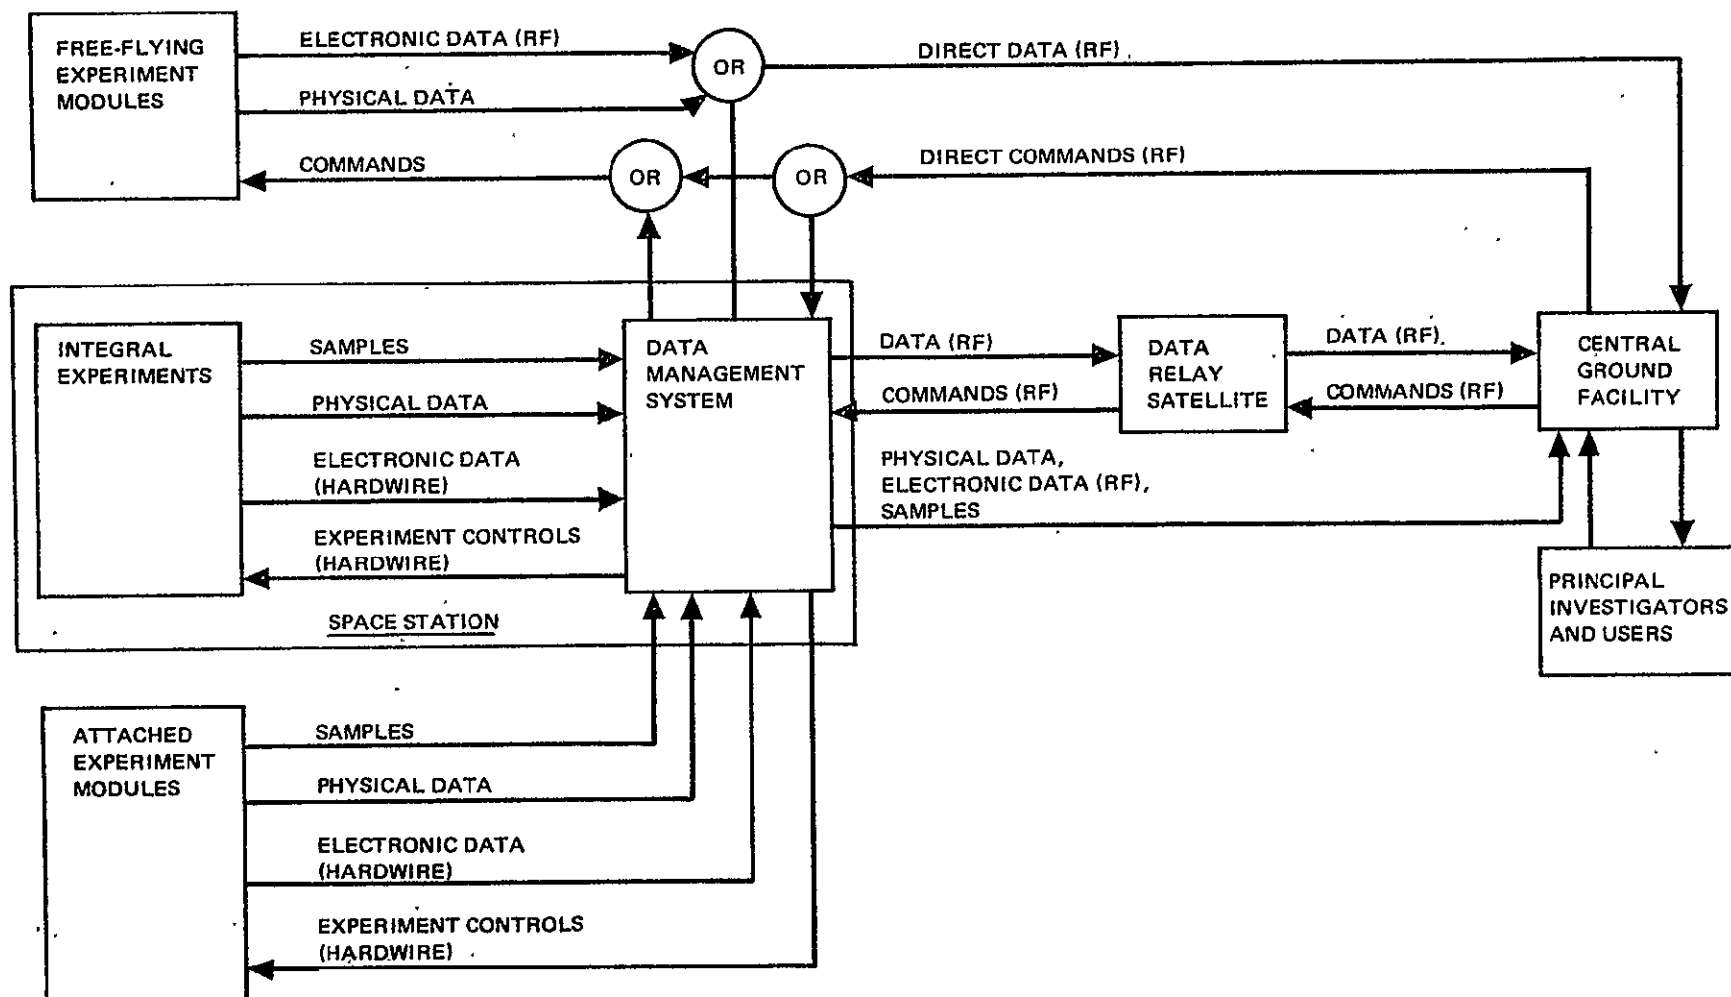 FREE-FLYING
EXPERIMENT
MODULES
ELECTRONIC DATA (RF)
PHYSICAL DATA
COMMANDS
OR
OR
OR
DIRECT DATA (RF)
DIRECT COMMANDS (RF)
INTEGRAL
EXPERIMENTS
SAMPLES
PHYSICAL DATA
ELECTRONIC DATA
(HARDWIRE)
EXPERIMENT CONTROLS
(HARDWIRE)
SPACE STATION
DATA
MANAGEMENT
SYSTEM
DATA (RF)
COMMANDS (RF)
PHYSICAL DATA,
ELECTRONIC DATA (RF),
SAMPLES
DATA
RELAY
SATELLITE
DATA (RF)
COMMANDS (RF)
CENTRAL
GROUND
FACILITY
PRINCIPAL
INVESTIGATORS
AND USERS
ATTACHED
EXPERIMENT
MODULES
SAMPLES
PHYSICAL DATA
ELECTRONIC DATA
(HARDWIRE)
EXPERIMENT CONTROLS
(HARDWIRE)